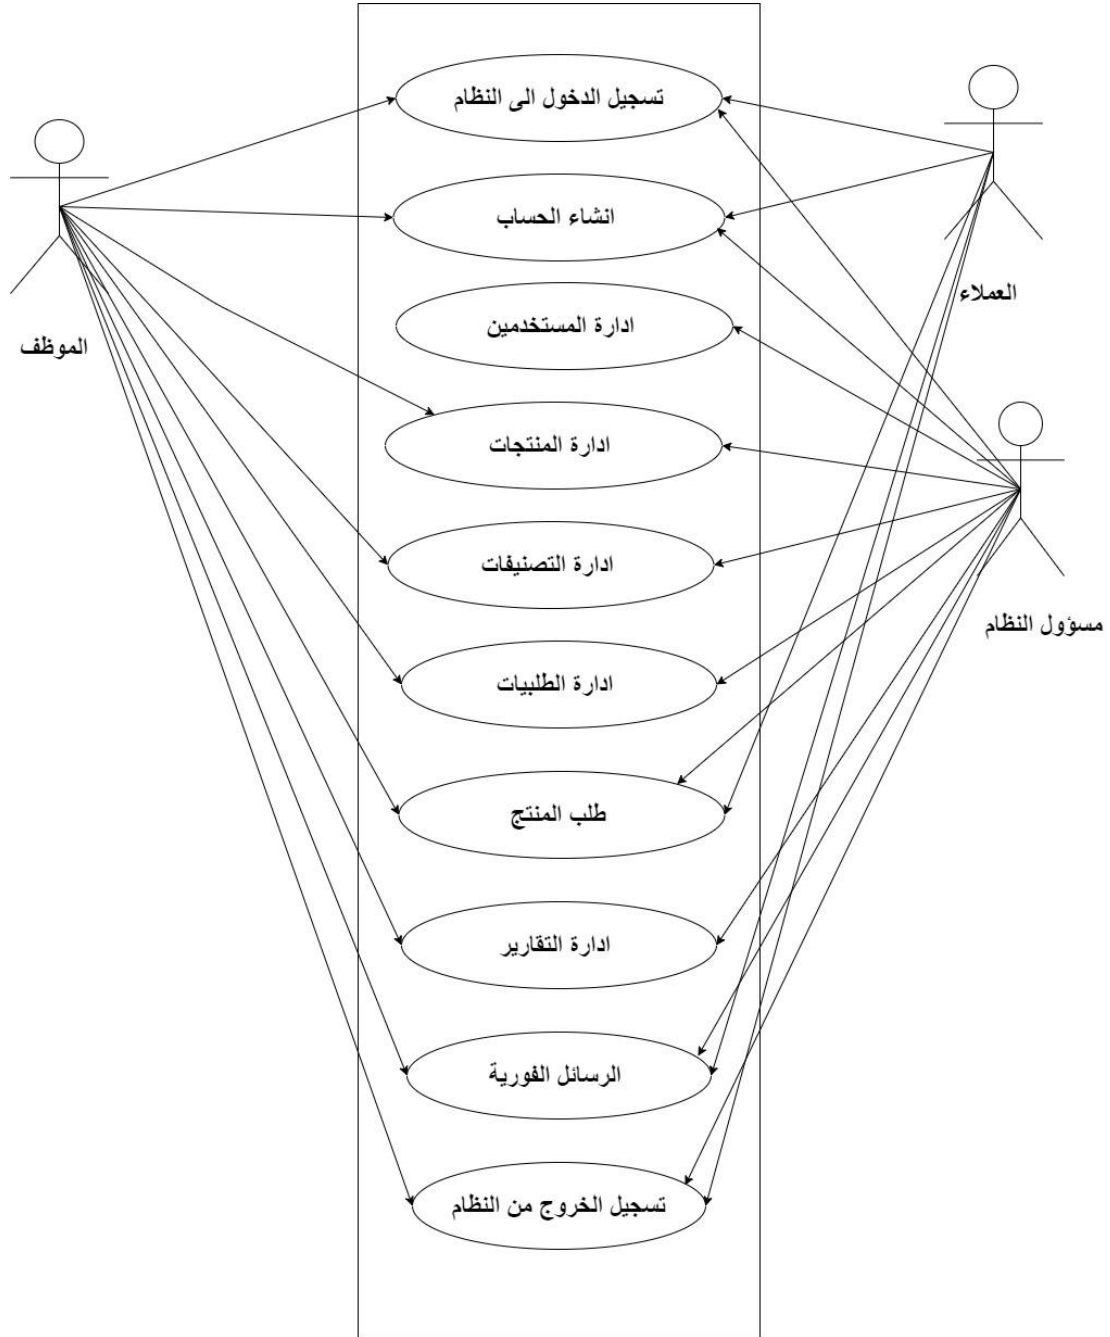 تسجيل الدخول الى النظام
انشاء الحساب
العملاء
ادارة المستخدمين
الموظف
ادارة المنتجات
ادارة التصنيفات
مسؤول النظام
ادارة الطلبيات
طلب المنتج
ادارة التقارير
الرسائل الفورية
تسجيل الخروج من النظام